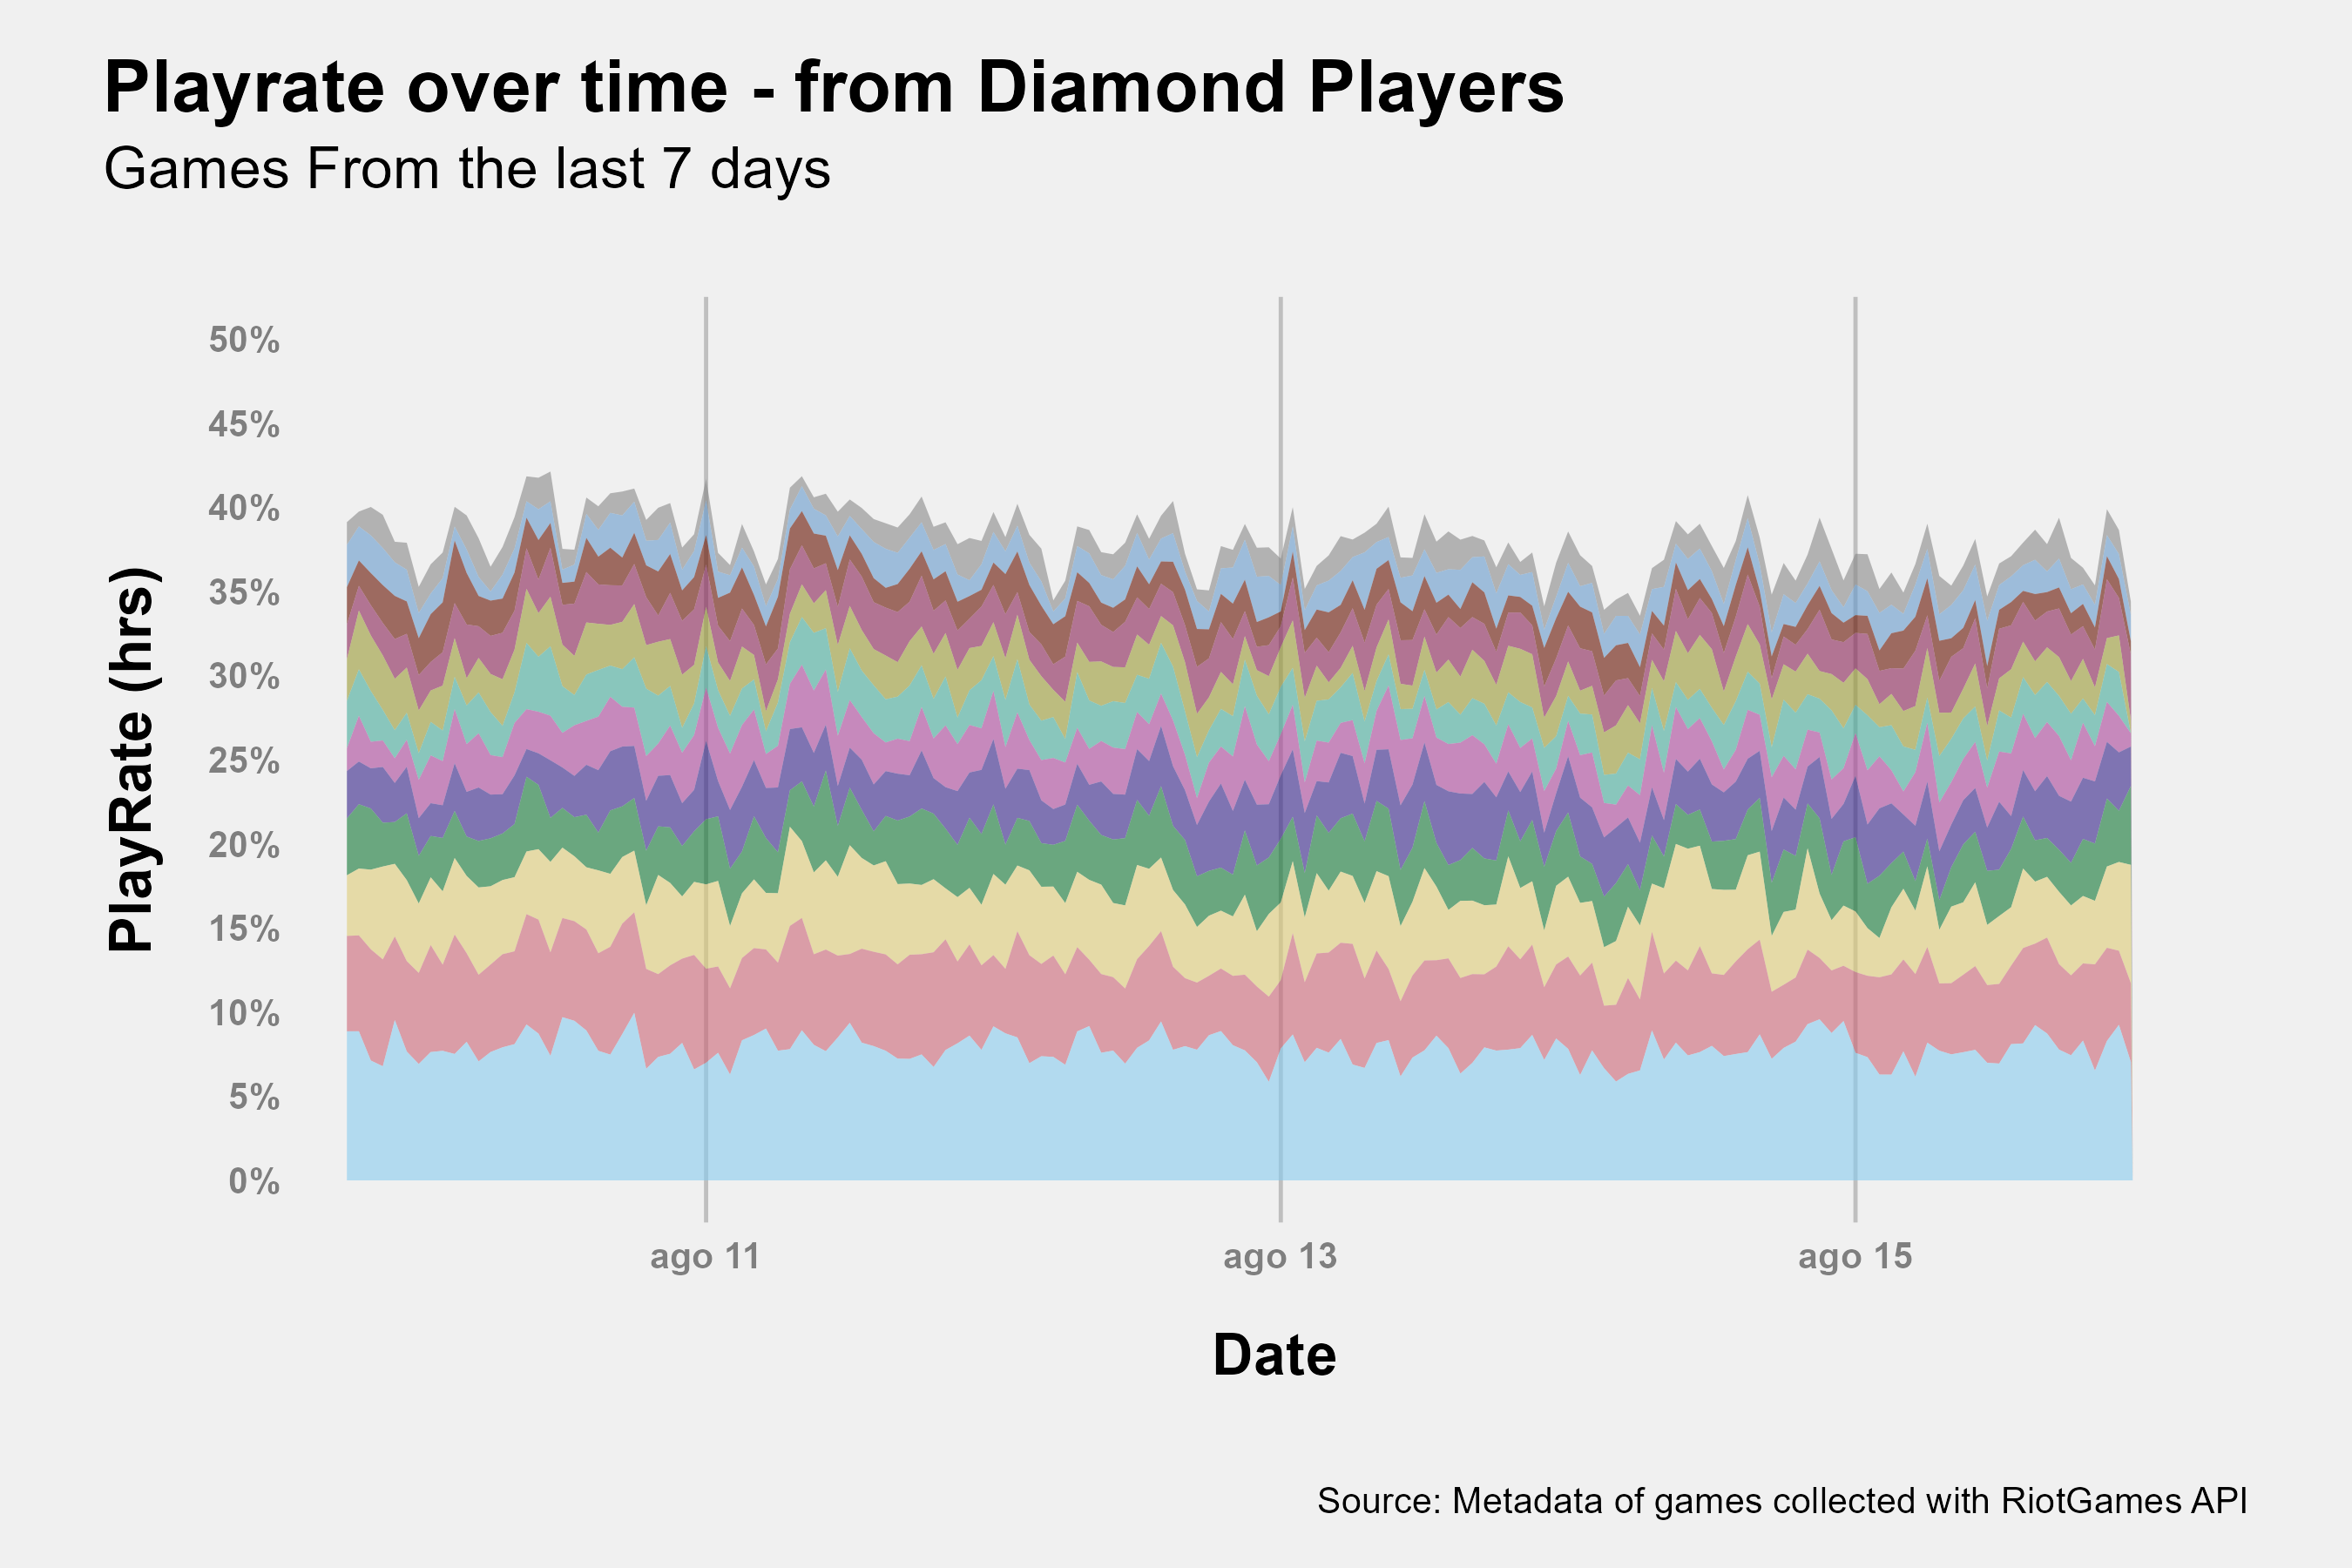 Playrate over time - from Diamond Players
Games From the last 7 days
PlayRate (hrs)
50%
45%
40%
35%
30%
25%
20%
15%
10%
5%
0%
ago 11
ago 13
ago 15
Date
Source: Metadata of games collected with RiotGames API